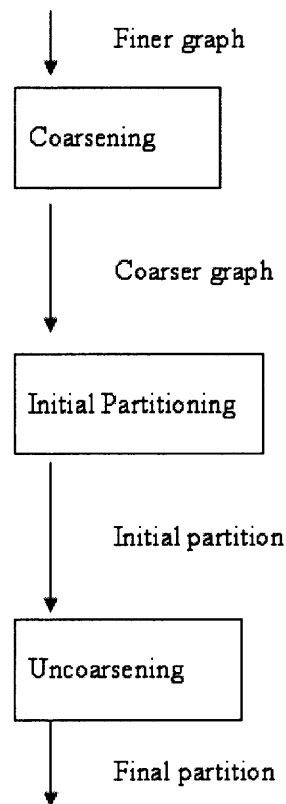 Finer graph
Coarsening
Coarser graph
Initial Partitioning
Initial partition
Uncoarsening
Final partition